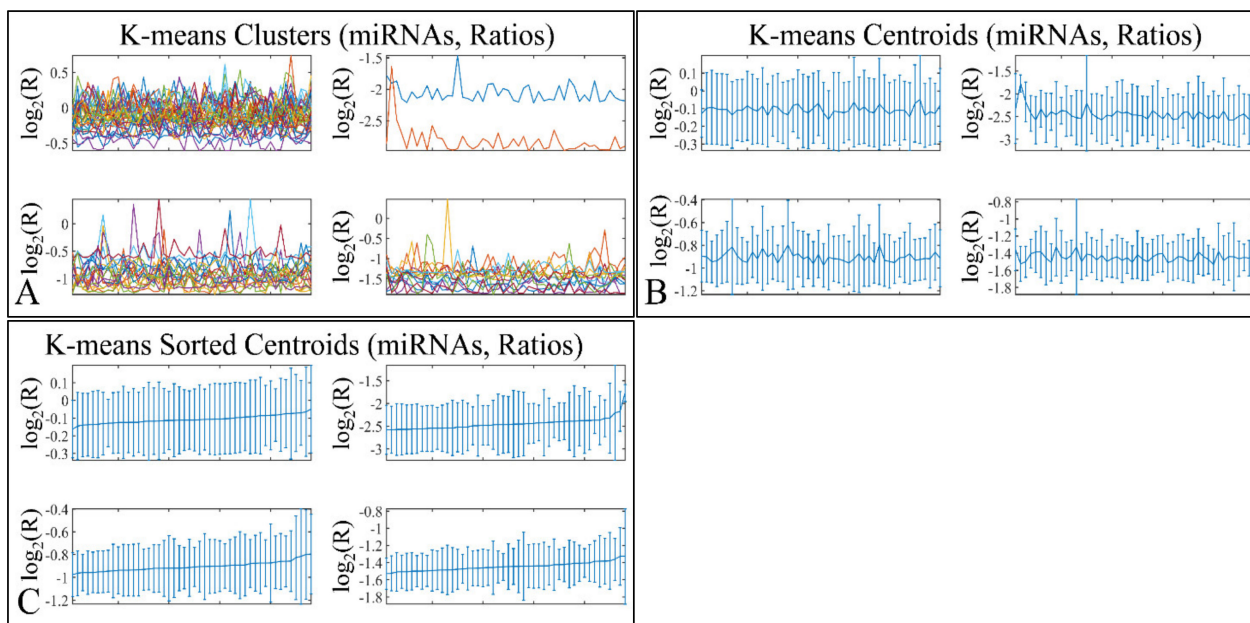 K-means Clusters (miRNAs, Ratios)
0.5
0
-0.5
log2(R)
-1.5
-2
-2.5
log2(R)
0
-0.5
-1
log2(R)
0
-0.5
-1
-1.5
log2(R)
A
K-means Centroids (miRNAs, Ratios)
0.1
0
-0.1
-0.2
-0.3
log2(R)
-1.5
-2
-2.5
-3
log2(R)
-0.4
-0.6
-0.8
-1
-1.2
log2(R)
-0.8
-1
-1.2
-1.4
-1.6
-1.8
log2(R)
B
K-means Sorted Centroids (miRNAs, Ratios)
0.1
0
-0.1
-0.2
-0.3
log2(R)
-1.5
-2
-2.5
-3
log2(R)
-0.4
-0.6
-0.8
-1
-1.2
log2(R)
-0.8
-1
-1.2
-1.4
-1.6
-1.8
log2(R)
C